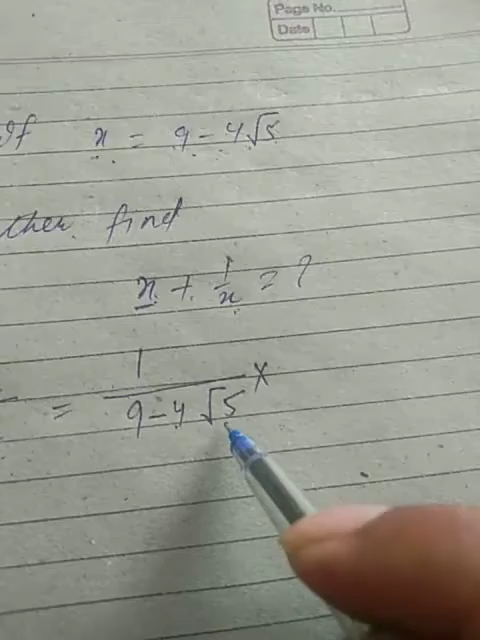 Page No.
Date
If x = 9 - 4√5
then find
x + 1/x = ?
= 1/(9 - 4√5) ×